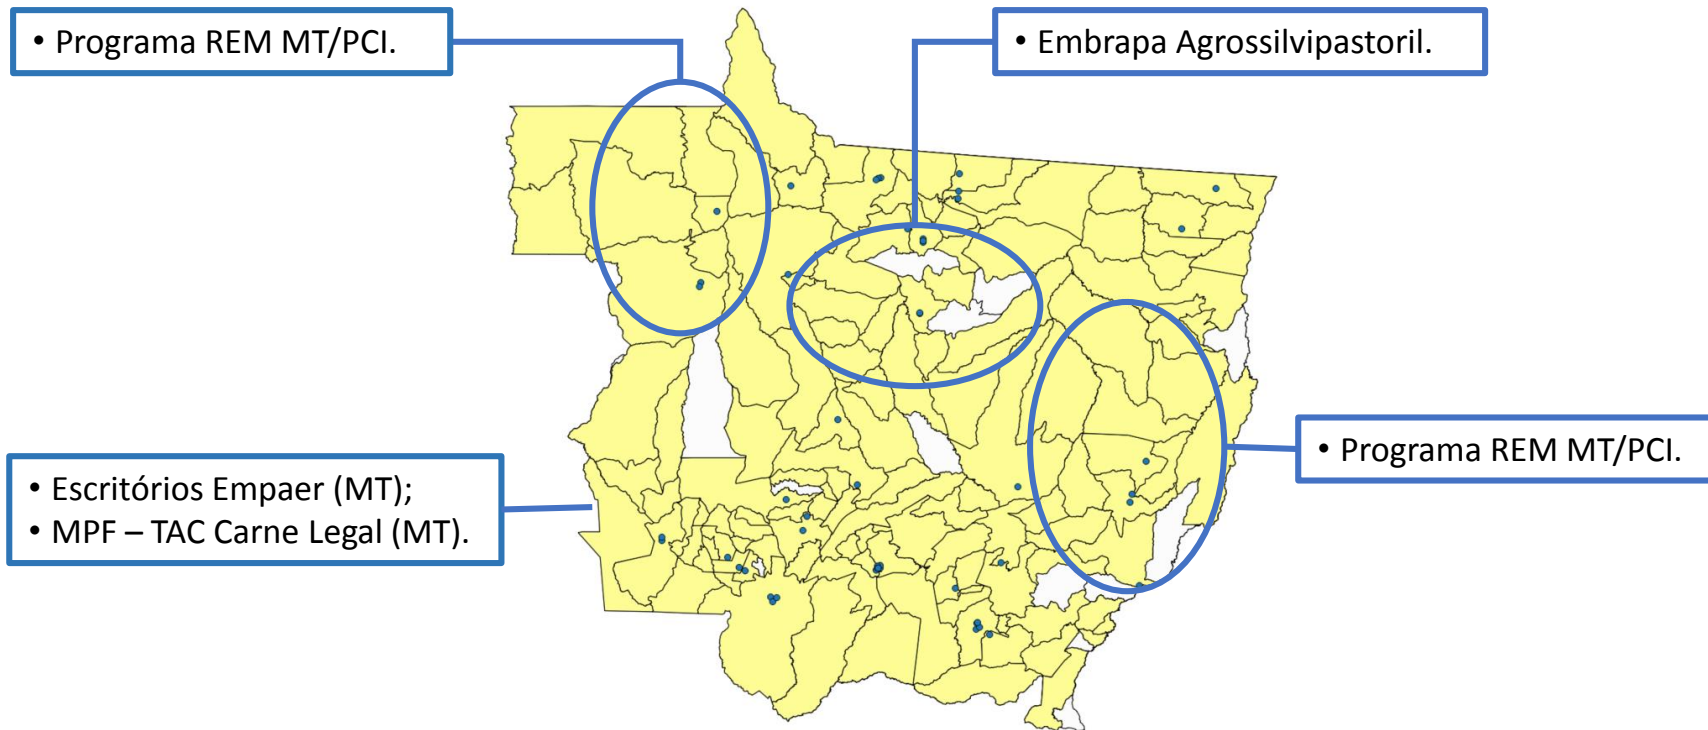 • Programa REM MT/PCI.
• Embrapa Agrossilvipastoril.
• Programa REM MT/PCI.
• Escritórios Empaer (MT);
• MPF – TAC Carne Legal (MT).